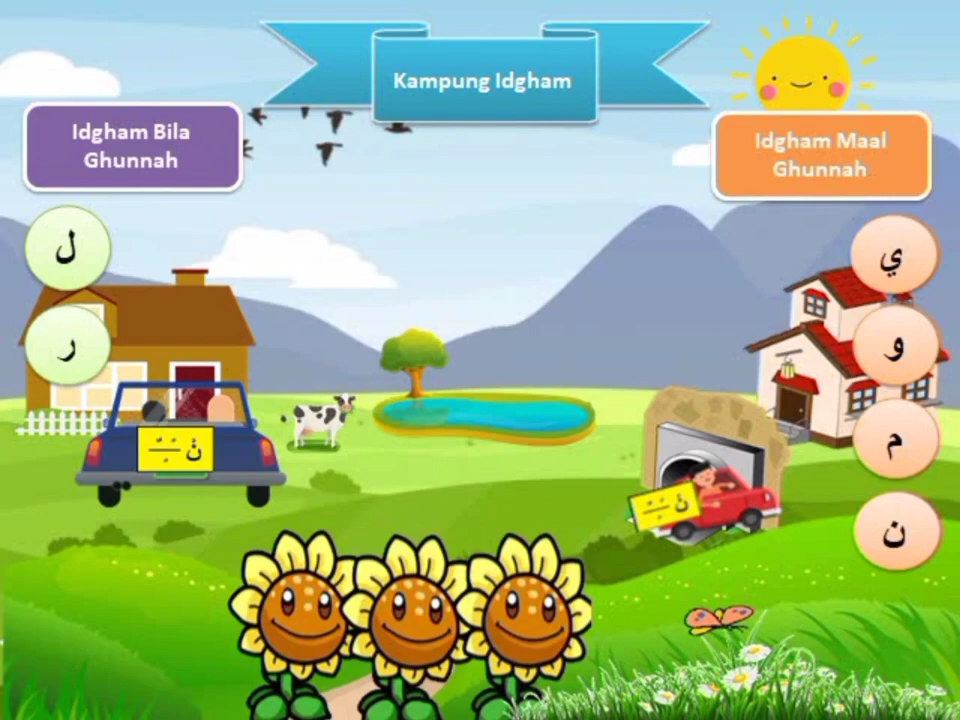 Kampung Idgham
Idgham Bila
Ghunnah
Idgham Maal
Ghunnah
ل
ر
ي
و
م
ن